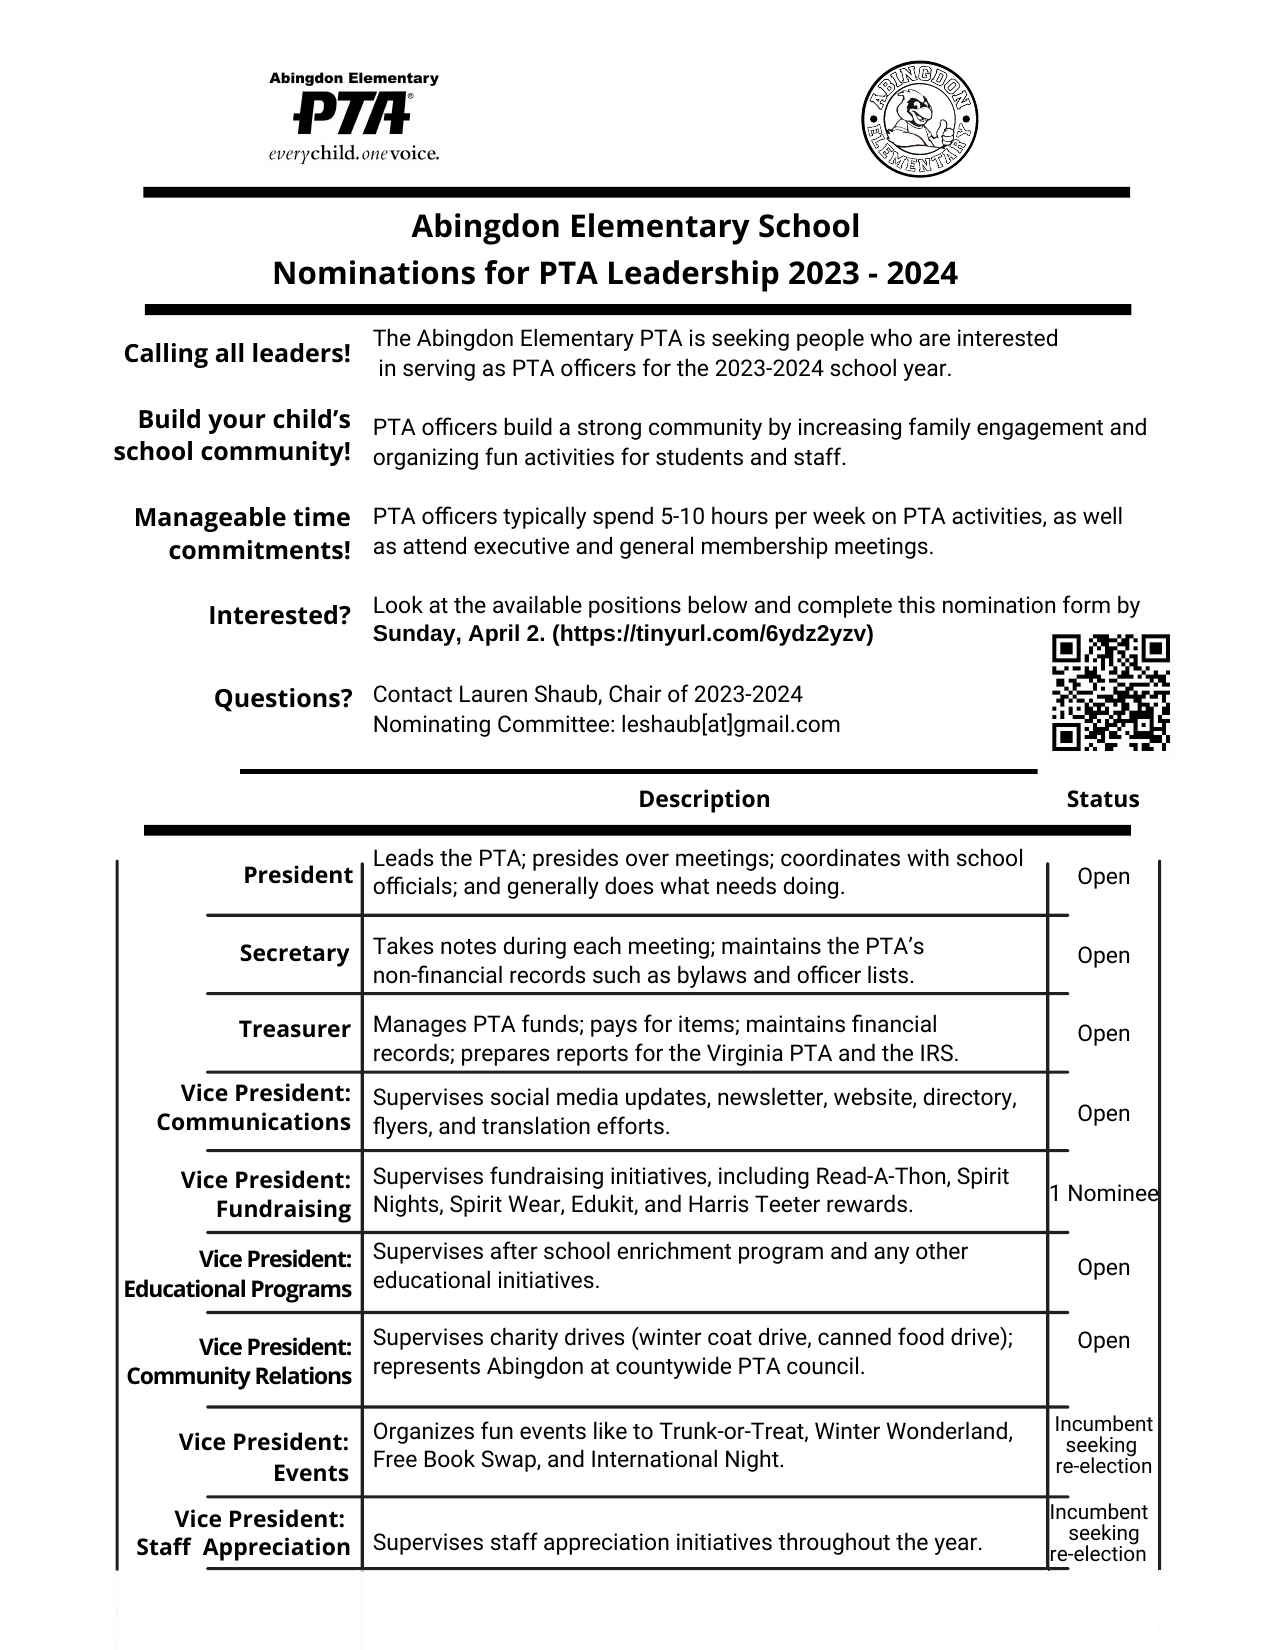 Abingdon Elementary
PTA®
everychild.onevoice.
ABINGDON
ELEMENTARY
Abingdon Elementary School
Nominations for PTA Leadership 2023 - 2024
Calling all leaders!
The Abingdon Elementary PTA is seeking people who are interested
in serving as PTA officers for the 2023-2024 school year.
Build your child’s
school community!
PTA officers build a strong community by increasing family engagement and
organizing fun activities for students and staff.
Manageable time
commitments!
PTA officers typically spend 5-10 hours per week on PTA activities, as well
as attend executive and general membership meetings.
Interested?
Look at the available positions below and complete this nomination form by
Sunday, April 2. (https://tinyurl.com/6ydz2yzv)
Questions?
Contact Lauren Shaub, Chair of 2023-2024
Nominating Committee: leshaub[at]gmail.com
Description
Status
President
Leads the PTA; presides over meetings; coordinates with school
officials; and generally does what needs doing.
Open
Secretary
Takes notes during each meeting; maintains the PTA’s
non-financial records such as bylaws and officer lists.
Open
Treasurer
Manages PTA funds; pays for items; maintains financial
records; prepares reports for the Virginia PTA and the IRS.
Open
Vice President:
Communications
Supervises social media updates, newsletter, website, directory,
flyers, and translation efforts.
Open
Vice President:
Fundraising
Supervises fundraising initiatives, including Read-A-Thon, Spirit
Nights, Spirit Wear, Edukit, and Harris Teeter rewards.
1 Nominee
Vice President:
Educational Programs
Supervises after school enrichment program and any other
educational initiatives.
Open
Vice President:
Community Relations
Supervises charity drives (winter coat drive, canned food drive);
represents Abingdon at countywide PTA council.
Open
Vice President:
Events
Organizes fun events like to Trunk-or-Treat, Winter Wonderland,
Free Book Swap, and International Night.
Incumbent
seeking
re-election
Vice President:
Staff Appreciation
Supervises staff appreciation initiatives throughout the year.
Incumbent
seeking
re-election